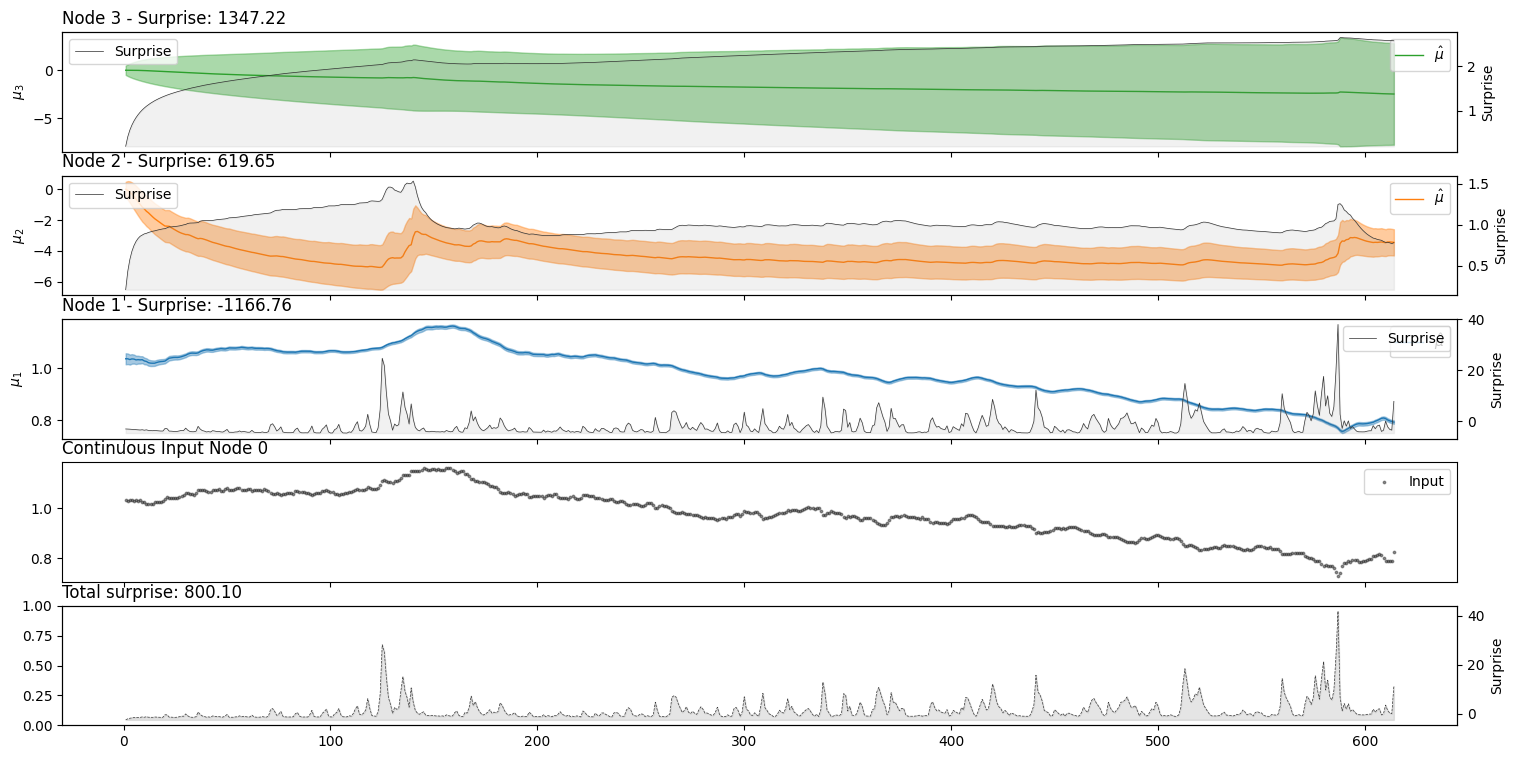 Node 3 - Surprise: 1347.22
Surprise
μ̂
0
−5
μ3
2
1
Surprise
Node 2 - Surprise: 619.65
Surprise
μ̂
0
−2
−4
−6
μ2
1.5
1.0
0.5
Surprise
Node 1 - Surprise: -1166.76
Surprise
1.0
0.8
μ1
40
20
0
Surprise
Continuous Input Node 0
Input
1.0
0.8
Total surprise: 800.10
1.00
0.75
0.50
0.25
0.00
40
20
0
Surprise
0 100 200 300 400 500 600